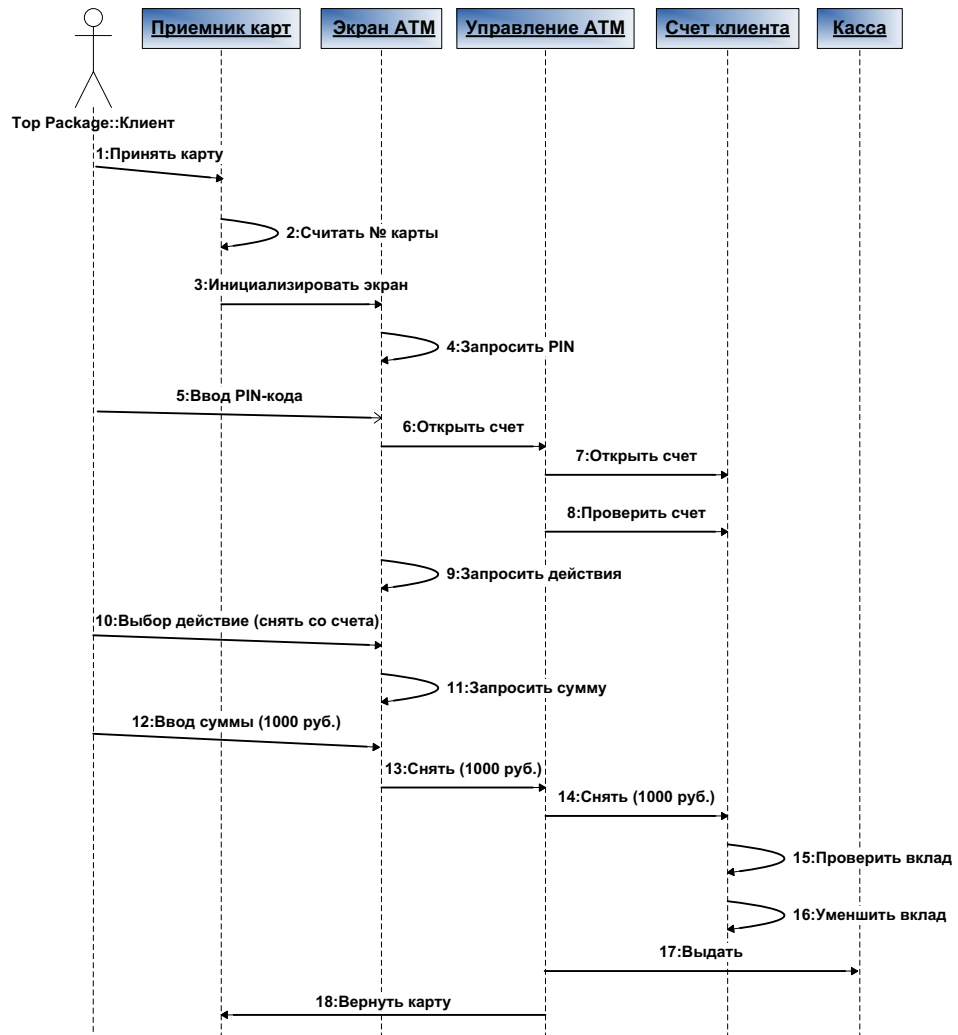 Приемник карт
Экран ATM
Управление ATM
Счет клиента
Касса
Top Package::Клиент
1:Принять карту
2:Считать № карты
3:Инициализировать экран
4:Запросить PIN
5:Ввод PIN-кода
6:Открыть счет
7:Открыть счет
8:Проверить счет
9:Запросить действия
10:Выбор действие (снять со счета)
11:Запросить сумму
12:Ввод суммы (1000 руб.)
13:Снять (1000 руб.)
14:Снять (1000 руб.)
15:Проверить вклад
16:Уменшить вклад
17:Выдать
18:Вернуть карту